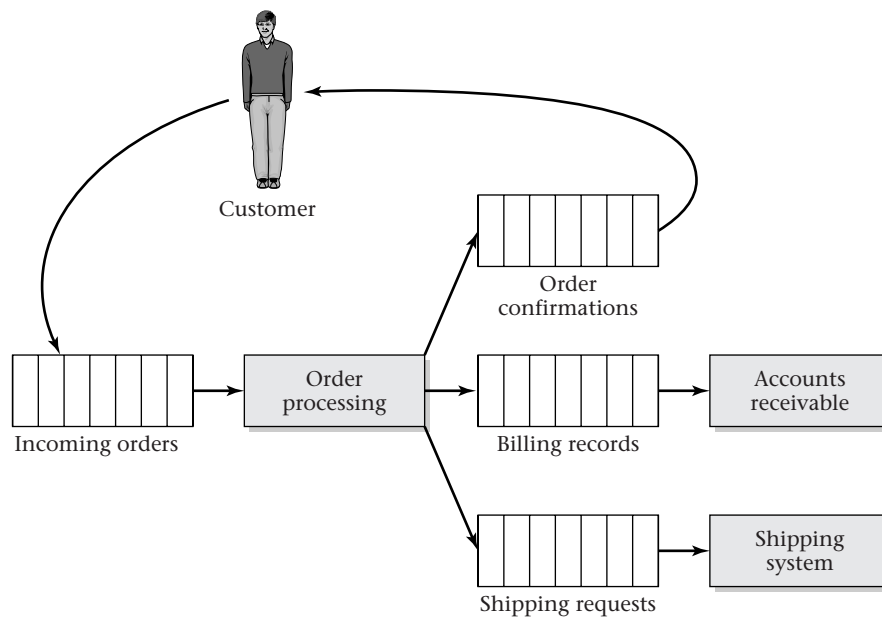 Customer
Order
confirmations
Incoming orders
Order
processing
Billing records
Accounts
receivable
Shipping requests
Shipping
system